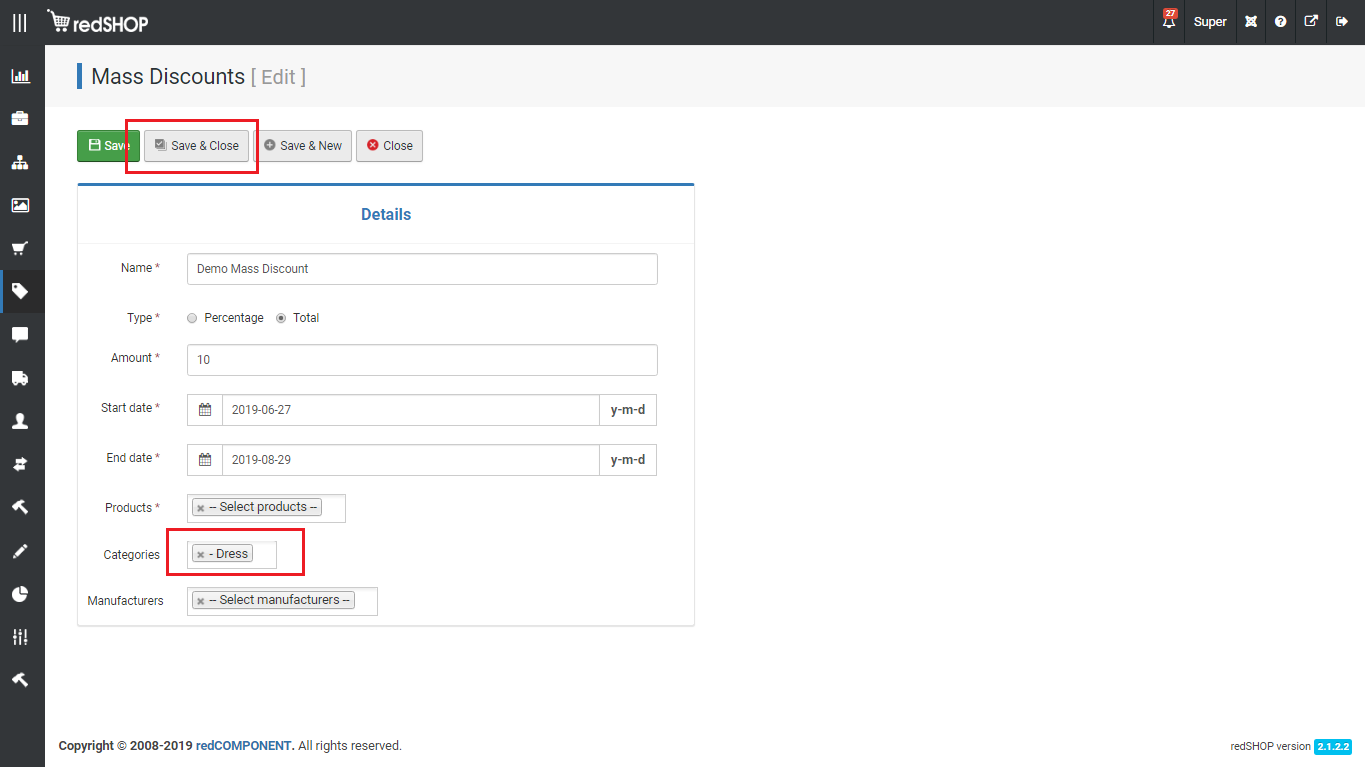 redSHOP
27
Super
Mass Discounts [ Edit ]
Save
Save & Close
Save & New
Close
Details
Name *
Demo Mass Discount
Type *
Percentage
Total
Amount *
10
Start date *
2019-06-27
y-m-d
End date *
2019-08-29
y-m-d
Products *
-- Select products --
Categories
- Dress
Manufacturers
-- Select manufacturers --
Copyright © 2008-2019 redCOMPONENT. All rights reserved.
redSHOP version 2.1.2.2